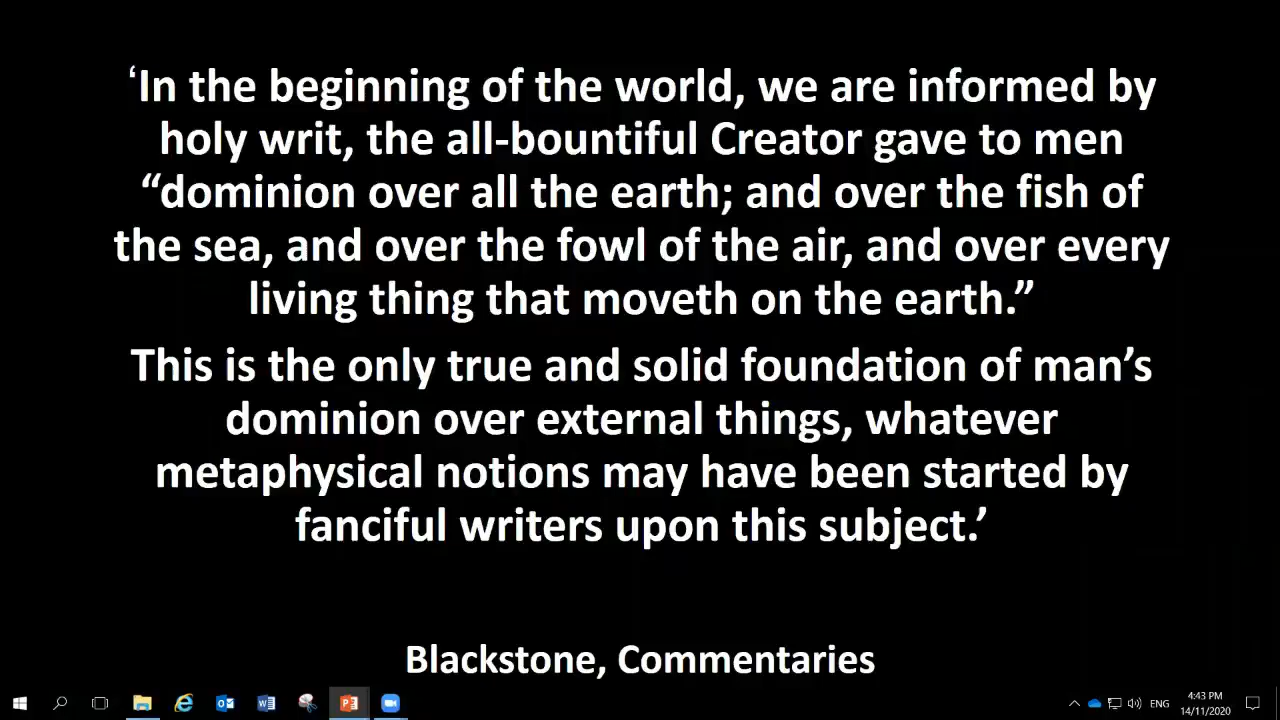 ‘In the beginning of the world, we are informed by
holy writ, the all-bountiful Creator gave to men
“dominion over all the earth; and over the fish of
the sea, and over the fowl of the air, and over every
living thing that moveth on the earth.”
This is the only true and solid foundation of man’s
dominion over external things, whatever
metaphysical notions may have been started by
fanciful writers upon this subject.’
Blackstone, Commentaries
ENG
4:43 PM
14/11/2020